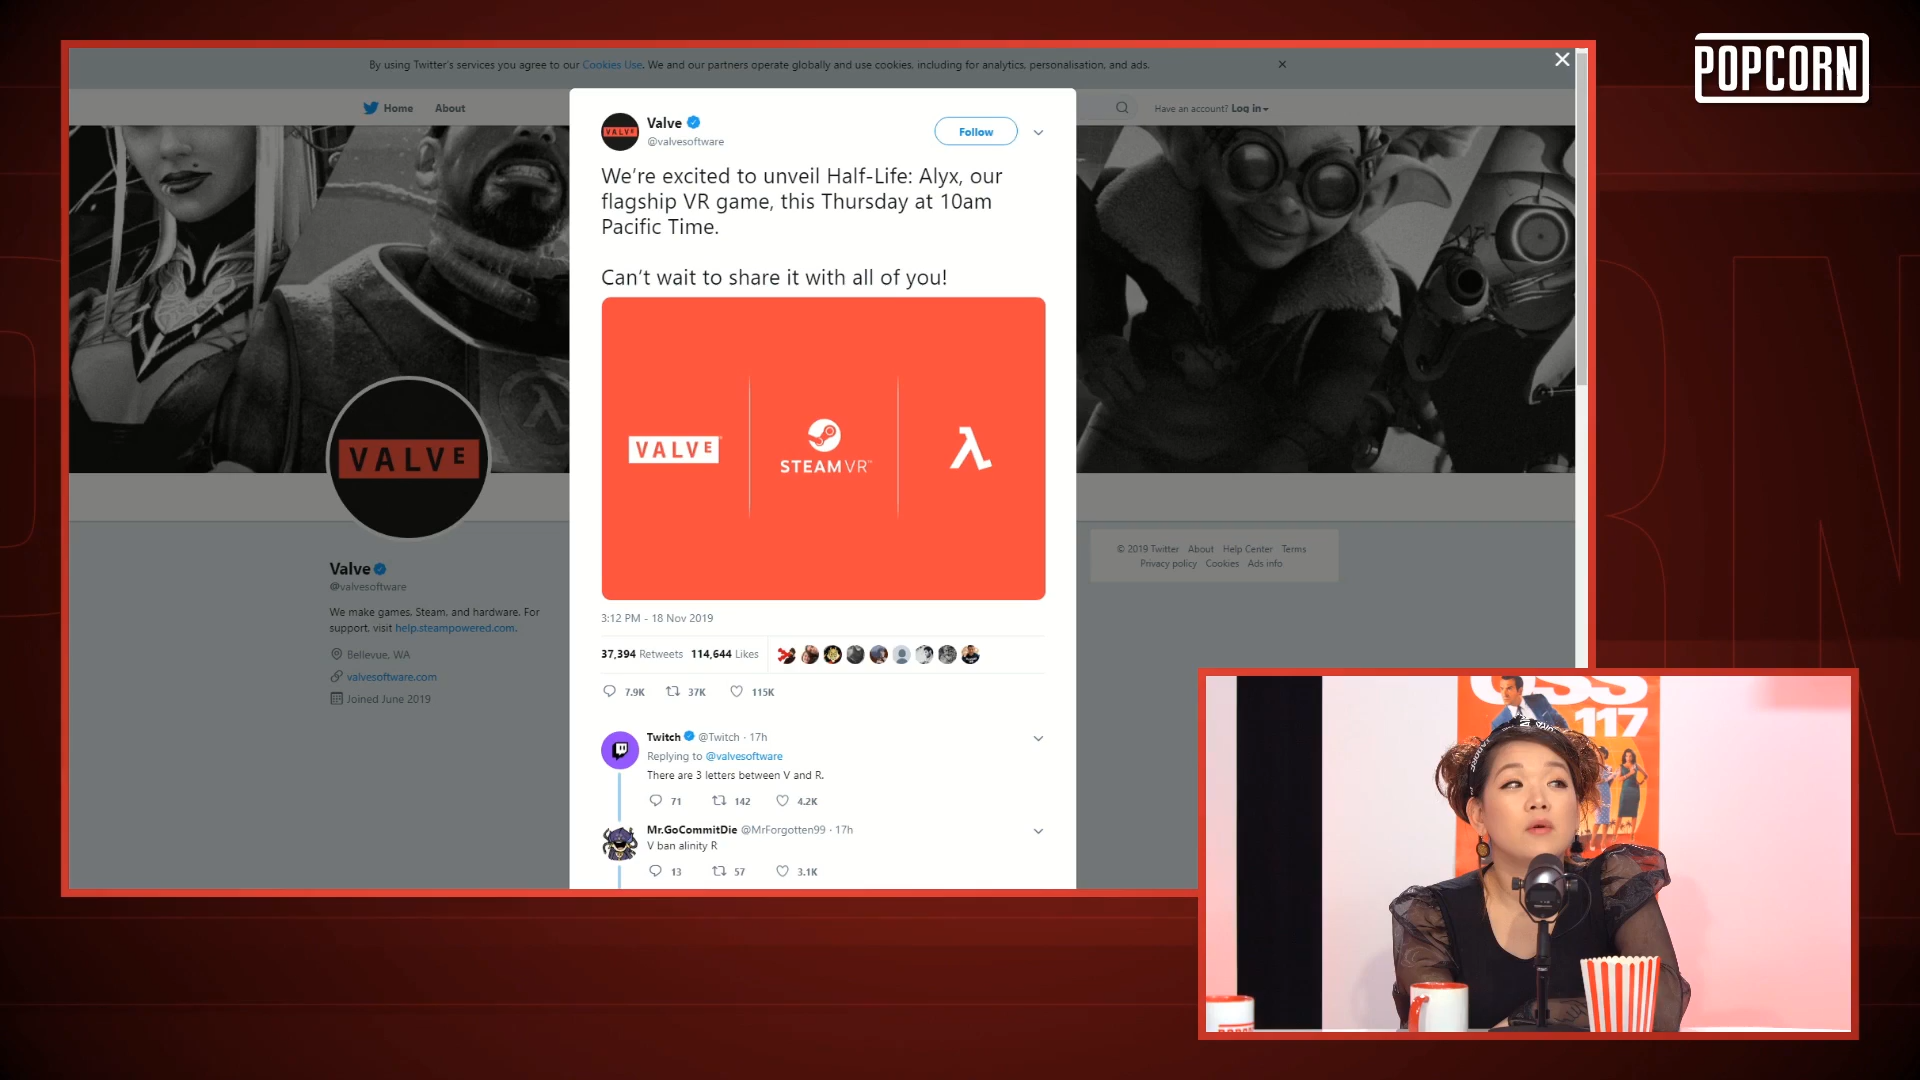 POPCORN
By using Twitter's services you agree to our Cookies Use. We and our partners operate globally and use cookies, including for analytics, personalisation, and ads.
Home About
Have an account? Log in
Valve
@valvesoftware
Follow
We're excited to unveil Half-Life: Alyx, our
flagship VR game, this Thursday at 10am
Pacific Time.
Can't wait to share it with all of you!
VALVE
STEAMVR™
3:12 PM - 18 Nov 2019
37,394 Retweets 114,644 Likes
7.9K 37K 115K
Twitch @Twitch · 17h
Replying to @valvesoftware
There are 3 letters between V and R.
71 142 4.2K
Mr.GoCommitDie @MrForgotten99 · 17h
V ban alinity R
13 57 3.1K
VALVE
Valve
@valvesoftware
We make games, Steam, and hardware. For
support, visit help.steampowered.com.
Bellevue, WA
valvesoftware.com
Joined June 2019
© 2019 Twitter About Help Center Terms
Privacy policy Cookies Ads info
OSS
117